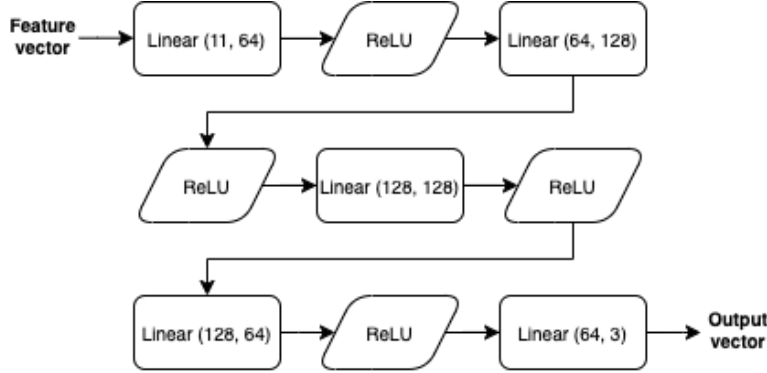 Feature
vector
Linear (11, 64)
ReLU
Linear (64, 128)
ReLU
Linear (128, 128)
ReLU
Linear (128, 64)
ReLU
Linear (64, 3)
Output
vector